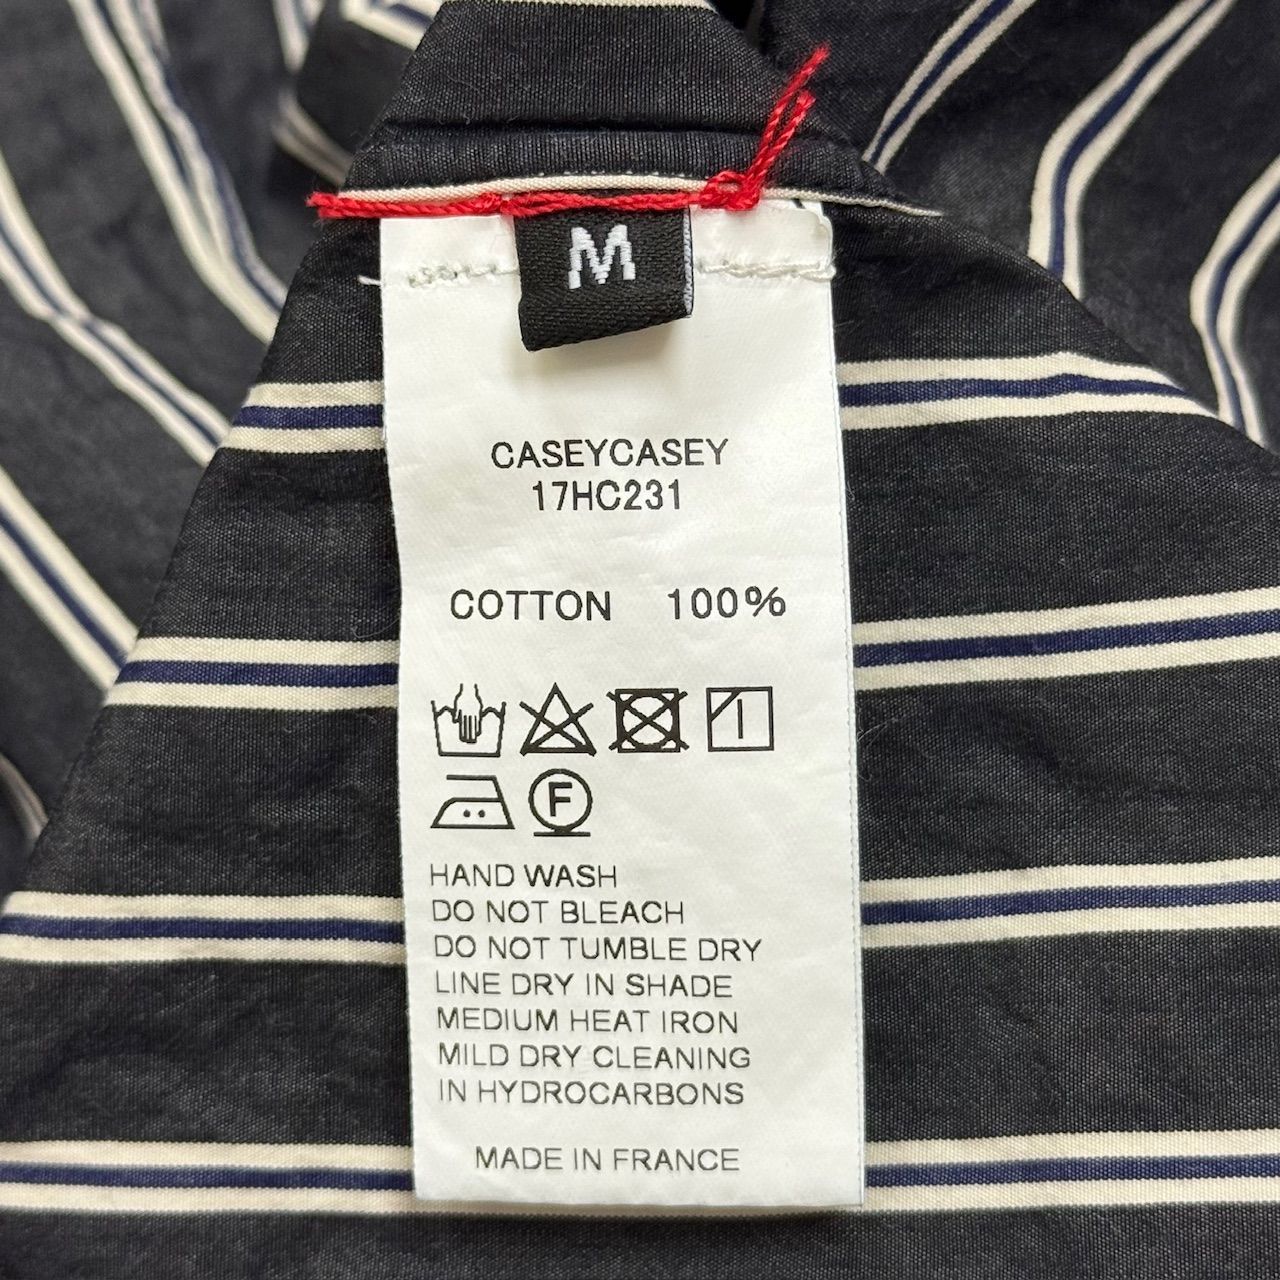 M
CASEYCASEY
17HC231
COTTON 100%
F
HAND WASH
DO NOT BLEACH
DO NOT TUMBLE DRY
LINE DRY IN SHADE
MEDIUM HEAT IRON
MILD DRY CLEANING
IN HYDROCARBONS
MADE IN FRANCE